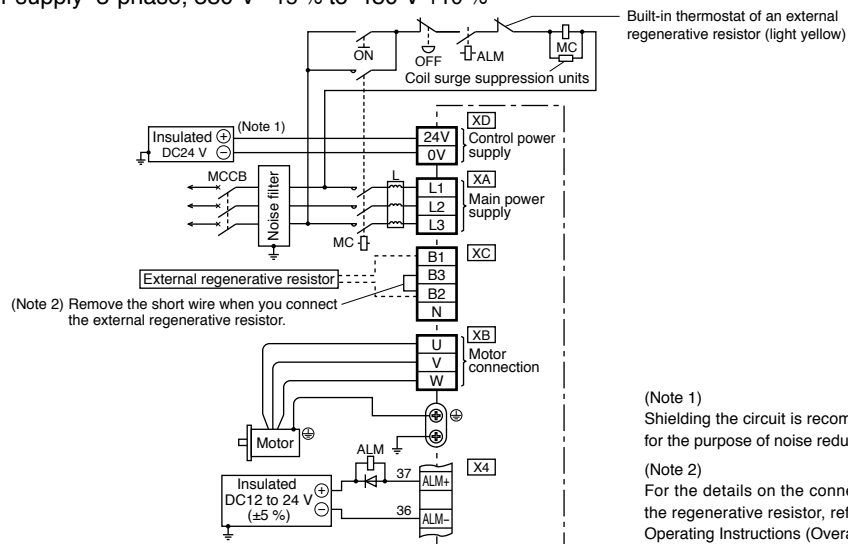 supply 3-phase, 380 V –15 % to 480 V +10 %
Built-in thermostat of an external
regenerative resistor (light yellow)
ON
OFF
ALM
MC
Coil surge suppression units
Insulated
DC24 V
(Note 1)
24V
0V
XD
Control power
supply
MCCB
Noise filter
L
MC
L1
L2
L3
XA
Main power
supply
External regenerative resistor
B1
B3
B2
N
XC
(Note 2) Remove the short wire when you connect
the external regenerative resistor.
U
V
W
XB
Motor
connection
Motor
ALM
Insulated
DC12 to 24 V
(±5 %)
37
36
ALM+
ALM–
X4
(Note 1)
Shielding the circuit is recom
for the purpose of noise redu
(Note 2)
For the details on the conne
the regenerative resistor, ref
Operating Instructions (Overa